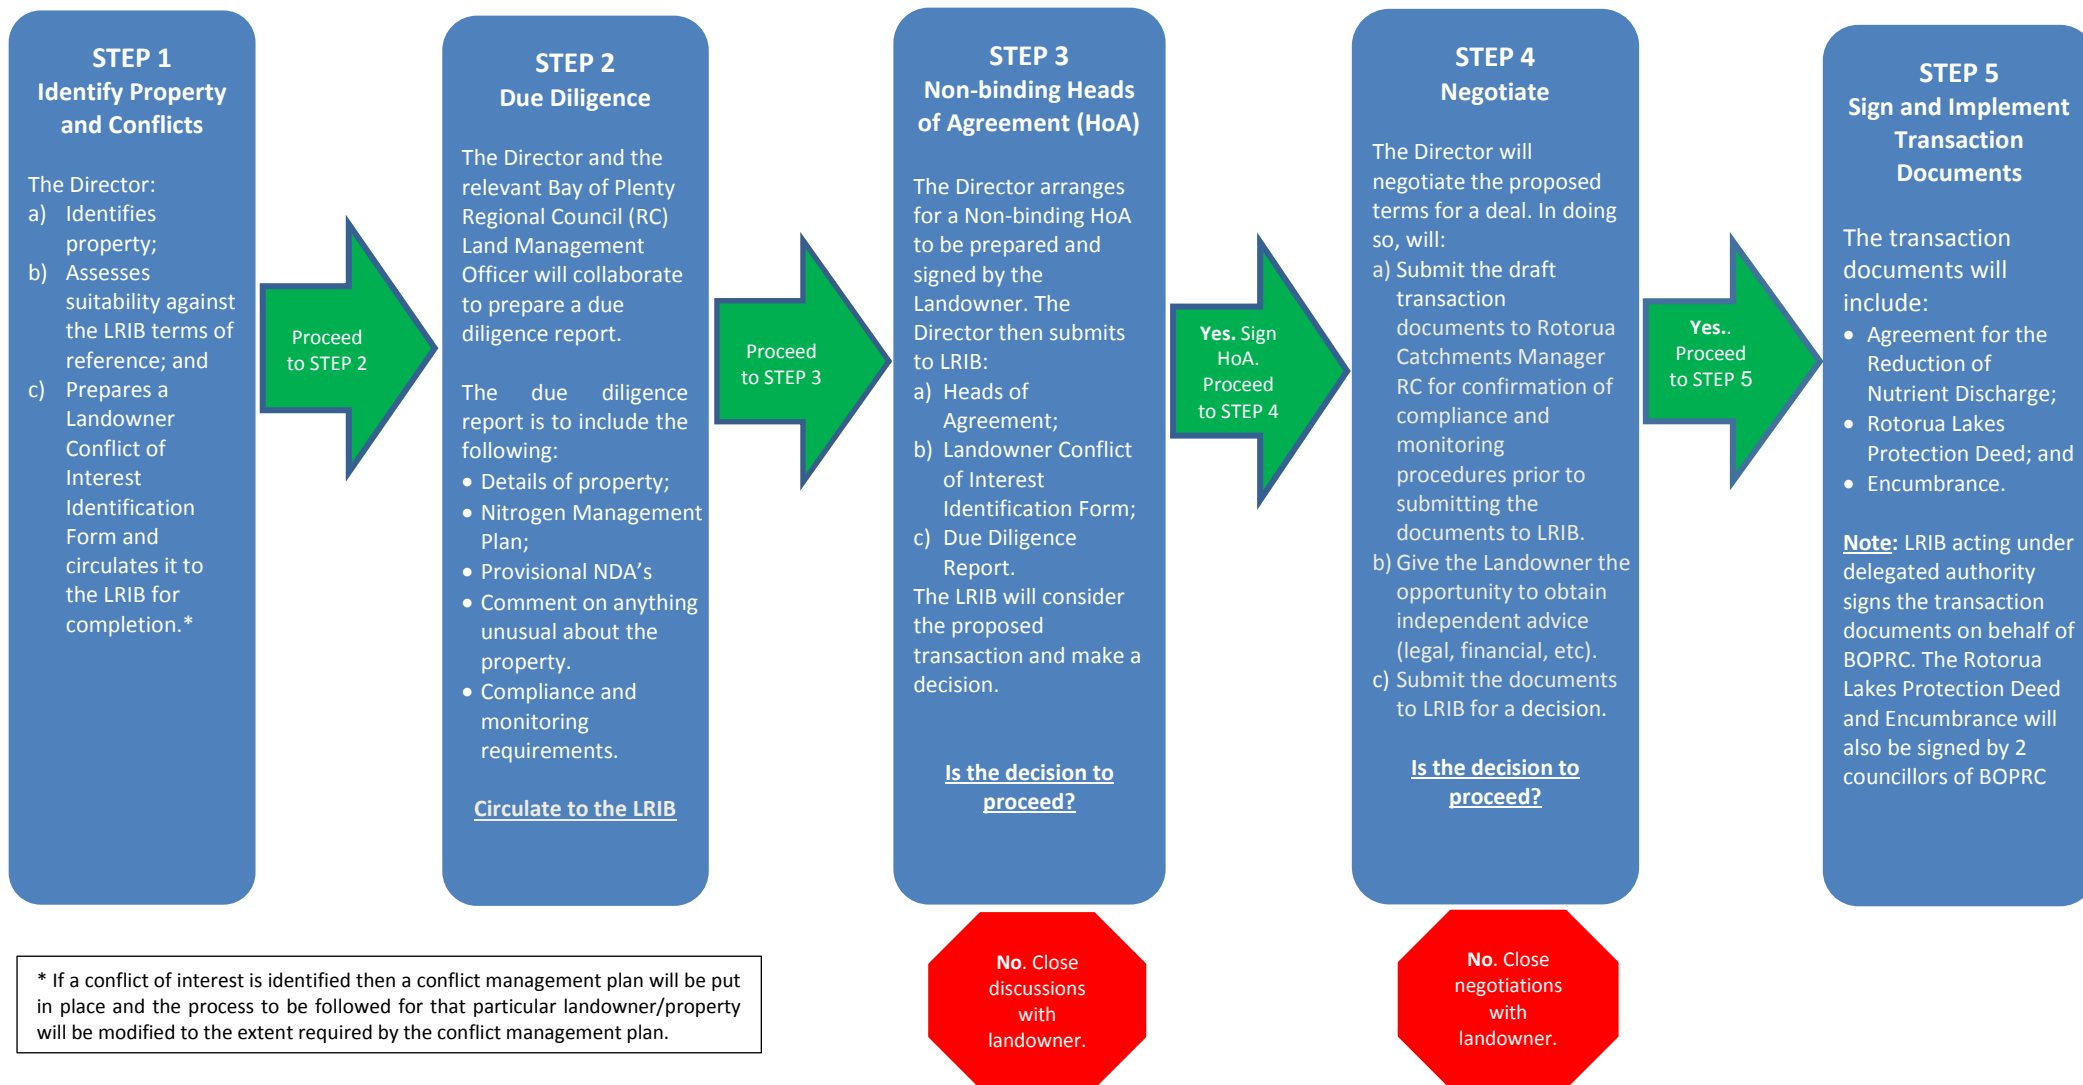 STEP 1
Identify Property
and Conflicts
The Director:
a) Identifies
property;
b) Assesses
suitability against
the LRIB terms of
reference; and
c) Prepares a
Landowner
Conflict of
Interest
Identification
Form and
circulates it to
the LRIB for
completion.*
Proceed
to STEP 2
STEP 2
Due Diligence
The Director and the
relevant Bay of Plenty
Regional Council (RC)
Land Management
Officer will collaborate
to prepare a due
diligence report.
The due diligence
report is to include the
following:
• Details of property;
• Nitrogen Management
Plan;
• Provisional NDA’s
• Comment on anything
unusual about the
property.
• Compliance and
monitoring
requirements.
Circulate to the LRIB
Proceed
to STEP 3
STEP 3
Non-binding Heads
of Agreement (HoA)
The Director arranges
for a Non-binding HoA
to be prepared and
signed by the
Landowner. The
Director then submits
to LRIB:
a) Heads of
Agreement;
b) Landowner Conflict
of Interest
Identification Form;
c) Due Diligence
Report.
The LRIB will consider
the proposed
transaction and make a
decision.
Is the decision to
proceed?
Yes. Sign
HoA.
Proceed
to STEP 4
No. Close
discussions
with
landowner.
STEP 4
Negotiate
The Director will
negotiate the proposed
terms for a deal. In doing
so, will:
a) Submit the draft
transaction
documents to Rotorua
Catchments Manager
RC for confirmation of
compliance and
monitoring
procedures prior to
submitting the
documents to LRIB.
b) Give the Landowner the
opportunity to obtain
independent advice
(legal, financial, etc).
c) Submit the documents
to LRIB for a decision.
Is the decision to
proceed?
Yes..
Proceed
to STEP 5
No. Close
negotiations
with
landowner.
STEP 5
Sign and Implement
Transaction
Documents
The transaction
documents will
include:
• Agreement for the
Reduction of
Nutrient Discharge;
• Rotorua Lakes
Protection Deed; and
• Encumbrance.
Note: LRIB acting under
delegated authority
signs the transaction
documents on behalf of
BOPRC. The Rotorua
Lakes Protection Deed
and Encumbrance will
also be signed by 2
councillors of BOPRC
* If a conflict of interest is identified then a conflict management plan will be put
in place and the process to be followed for that particular landowner/property
will be modified to the extent required by the conflict management plan.